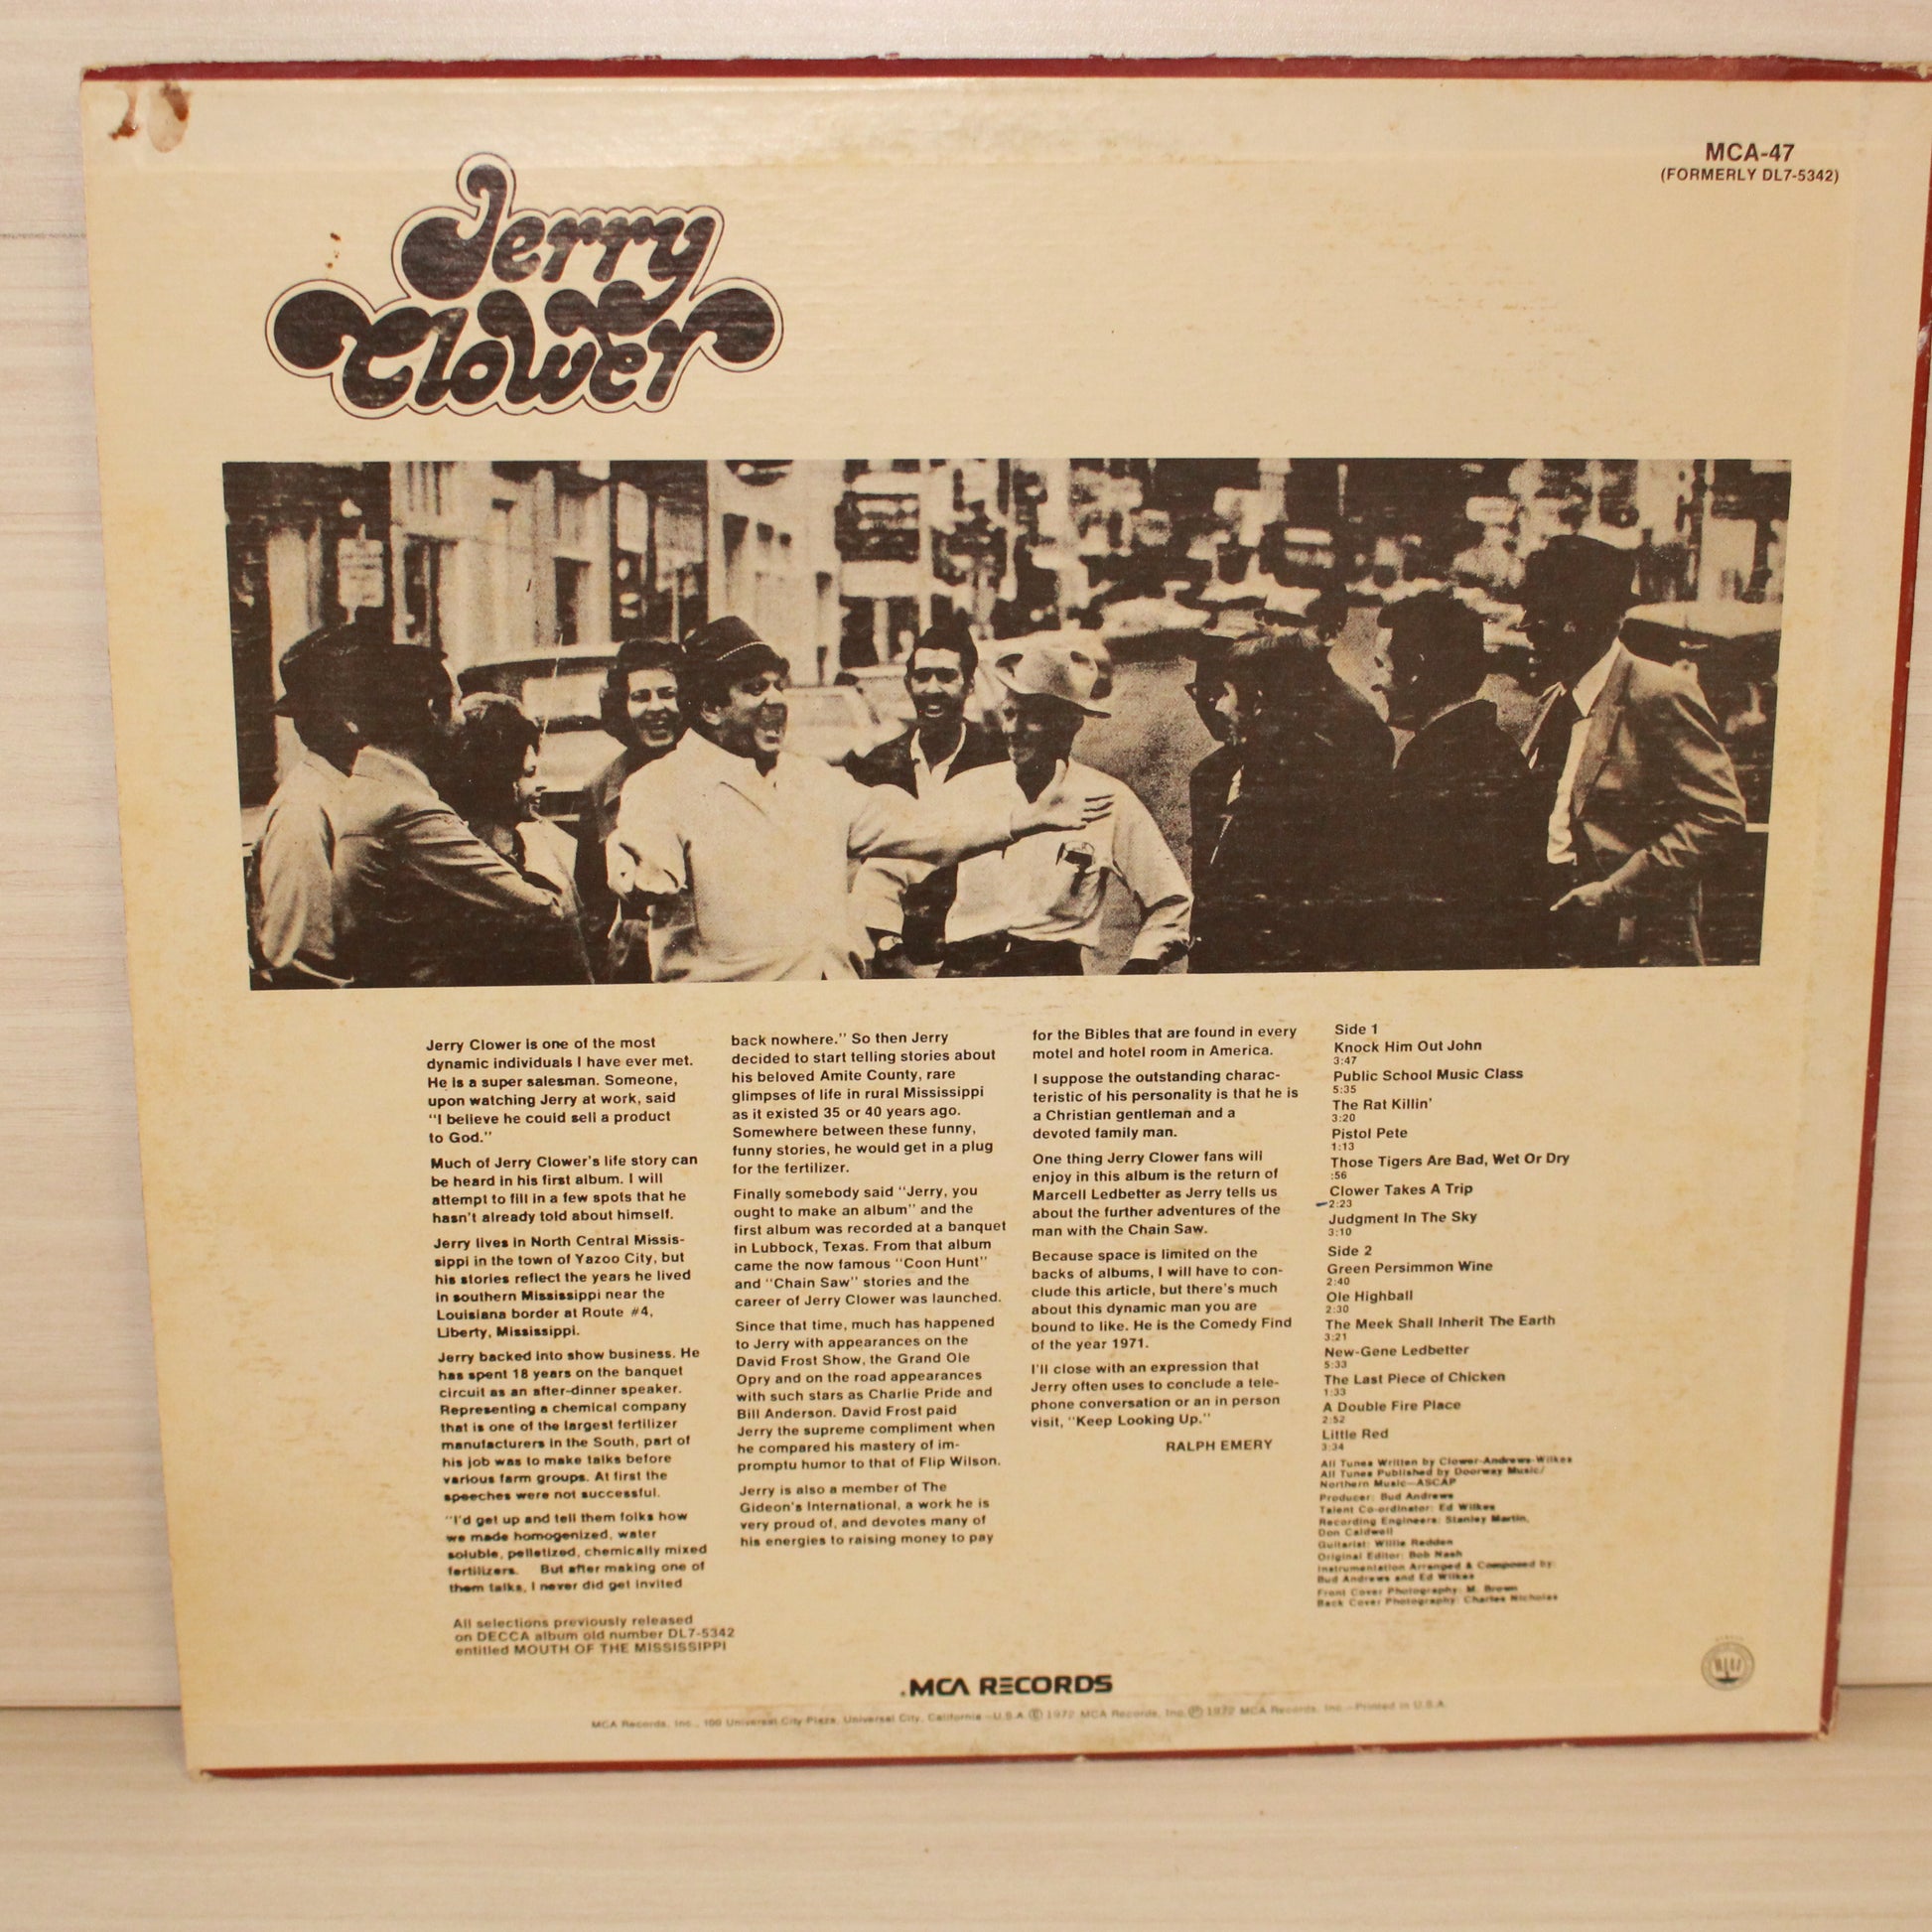 MCA-47
(FORMERLY DL7-5342)
Jerry
Clower
Jerry Clower is one of the most
dynamic individuals I have ever met.
He is a super salesman. Someone,
upon watching Jerry at work, said
"I believe he could sell a product
to God."
Much of Jerry Clower's life story can
be heard in his first album. I will
attempt to fill in a few spots that he
hasn't already told about himself.
Jerry lives in North Central Missis-
sippi in the town of Yazoo City, but
his stories reflect the years he lived
in southern Mississippi near the
Louisiana border at Route #4,
Liberty, Mississippi.
Jerry backed into show business. He
has spent 18 years on the banquet
circuit as an after-dinner speaker.
Representing a chemical company
that is one of the largest fertilizer
manufacturers in the South, part of
his job was to make talks before
various farm groups. At first the
speeches were not successful.
"I'd get up and tell them folks how
we made homogenized, water
soluble, pelletized, chemically mixed
fertilizers. But after making one of
them talks, I never did get invited
back nowhere." So then Jerry
decided to start telling stories about
his beloved Amite County, rare
glimpses of life in rural Mississippi
as it existed 35 or 40 years ago.
Somewhere between these funny,
funny stories, he would get in a plug
for the fertilizer.
Finally somebody said "Jerry, you
ought to make an album" and the
first album was recorded at a banquet
in Lubbock, Texas. From that album
came the now famous "Coon Hunt"
and "Chain Saw" stories and the
career of Jerry Clower was launched.
Since that time, much has happened
to Jerry with appearances on the
David Frost Show, the Grand Ole
Opry and on the road appearances
with such stars as Charlie Pride and
Bill Anderson. David Frost paid
Jerry the supreme compliment when
he compared his mastery of im-
promptu humor to that of Flip Wilson.
Jerry is also a member of The
Gideon's International, a work he is
very proud of, and devotes many of
his energies to raising money to pay
for the Bibles that are found in every
motel and hotel room in America.
I suppose the outstanding charac-
teristic of his personality is that he is
a Christian gentleman and a
devoted family man.
One thing Jerry Clower fans will
enjoy in this album is the return of
Marcell Ledbetter as Jerry tells us
about the further adventures of the
man with the Chain Saw.
Because space is limited on the
backs of albums, I will have to con-
clude this article, but there's much
about this dynamic man you are
bound to like. He is the Comedy Find
of the year 1971.
I'll close with an expression that
Jerry often uses to conclude a tele-
phone conversation or an in person
visit, "Keep Looking Up."
RALPH EMERY
Side 1
Knock Him Out John
3:47
Public School Music Class
5:35
The Rat Killin'
3:20
Pistol Pete
1:13
Those Tigers Are Bad, Wet Or Dry
:56
Clower Takes A Trip
2:23
Judgment In The Sky
3:10
Side 2
Green Persimmon Wine
2:40
Ole Highball
2:30
The Meek Shall Inherit The Earth
3:21
New-Gene Ledbetter
5:33
The Last Piece of Chicken
1:33
A Double Fire Place
2:52
Little Red
3:34
All Tunes Written by Clower-Andrews-Wilkes
All Tunes Published by Doorway Music/
Northern Music—ASCAP
Producer: Bud Andrews
Talent Co-ordinator: Ed Wilkes
Recording Engineers: Stanley Martin,
Don Caldwell
Guitarist: Willie Redden
Original Editor: Bob Nash
Instrumentation Arranged & Composed by:
Bud Andrews and Ed Wilkes
Front Cover Photography: M. Brown
Back Cover Photography: Charles Nicholas
All selections previously released
on DECCA album old number DL7-5342
entitled MOUTH OF THE MISSISSIPPI
MCA RECORDS
MCA Records, Inc., 100 Universal City Plaza, Universal City, California—U.S.A. Ⓒ 1972 MCA Records, Inc. Ⓟ 1972 MCA Records, Inc.—Printed in U.S.A.